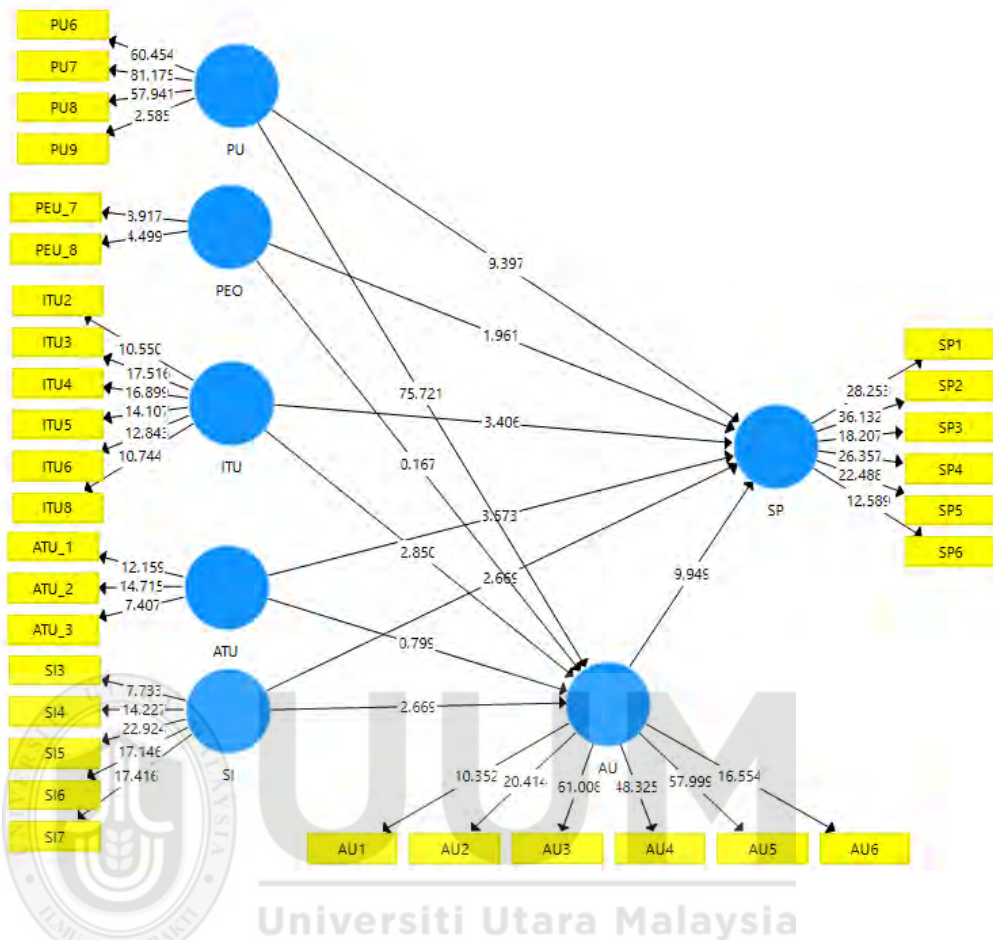 PU6
60.454
PU7
81.175
PU8
57.941
PU9
2.585
PU
PEU_7
3.917
PEU_8
4.499
PEO
9.397
1.961
ITU2
10.550
ITU3
17.516
ITU4
16.899
ITU5
14.107
ITU6
12.843
ITU8
10.744
ITU
75.721
3.406
0.167
SP1
28.253
SP2
36.132
SP3
18.207
SP4
26.357
SP5
22.488
SP6
12.589
SP
ATU_1
12.159
ATU_2
14.715
ATU_3
7.407
ATU
3.573
2.850
2.669
9.949
0.799
SI3
7.733
SI4
14.227
SI5
22.924
SI6
17.146
SI7
17.416
SI
2.669
AU
10.352
20.414
61.008
48.325
57.999
16.554
AU1
AU2
AU3
AU4
AU5
AU6
UUM
Universiti Utara Malaysia